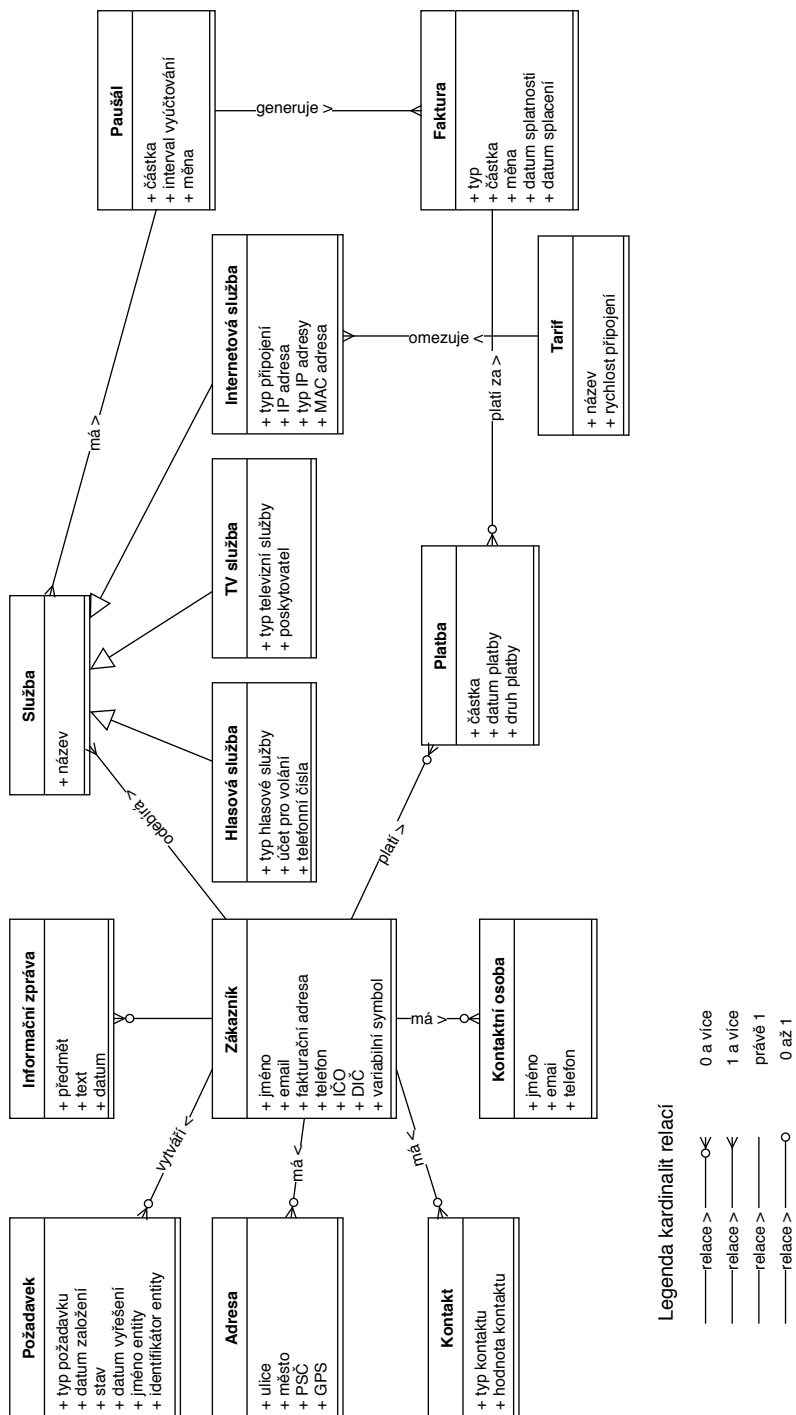 Požadavek
+ typ požadavku
+ datum založení
+ stav
+ datum vyřešení
+ jméno entity
+ identifikátor entity
Informační zpráva
+ předmět
+ text
+ datum
Služba
+ název
Paušál
+ částka
+ interval vyúčtování
+ měna
vytváří <
odebírá <
má >
generuje >
Adresa
+ ulice
+ město
+ PSČ
+ GPS
má <
Zákazník
+ jméno
+ email
+ fakturační adresa
+ telefon
+ IČO
+ DIČ
+ variabilní symbol
Hlasová služba
+ typ hlasové služby
+ účet pro volání
+ telefonní čísla
TV služba
+ typ televizní služby
+ poskytovatel
Internetová služba
+ typ připojení
+ IP adresa
+ typ IP adresy
+ MAC adresa
má <
má >
platí >
omezuje <
platí za >
Kontakt
+ typ kontaktu
+ hodnota kontaktu
Kontaktní osoba
+ jméno
+ emai
+ telefon
Platba
+ částka
+ datum platby
+ druh platby
Faktura
+ typ
+ částka
+ měna
+ datum splatnosti
+ datum splacení
Tarif
+ název
+ rychlost připojení
Legenda kardinalit relací
relace > 0 a více
relace > 1 a více
relace > právě 1
relace > 0 až 1